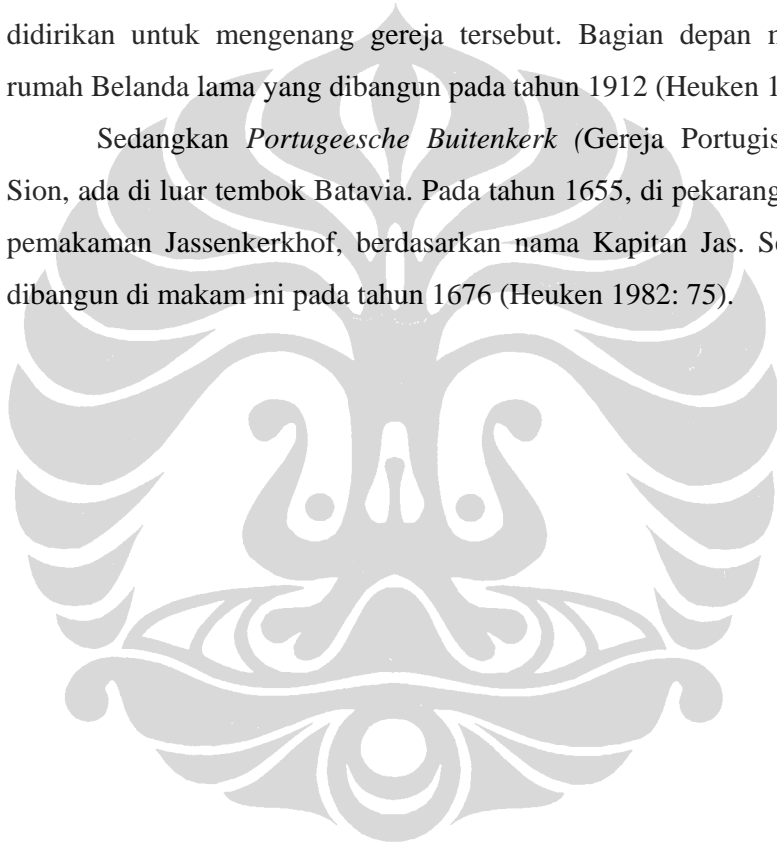 didirikan untuk mengenang gereja tersebut. Bagian depan
rumah Belanda lama yang dibangun pada tahun 1912 (Heuken
Sedangkan Portugeesche Buitenkerk (Gereja
Sion, ada di luar tembok Batavia. Pada tahun 1655, di
pemakaman Jassenkerkhof, berdasarkan nama Kapitan Jas.
dibangun di makam ini pada tahun 1676 (Heuken 1982: 75).